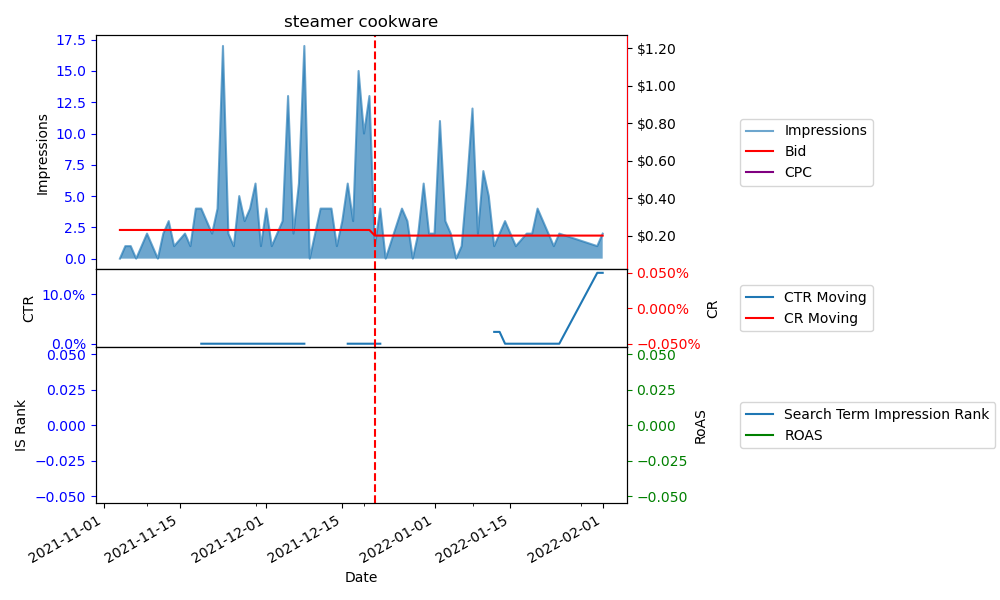 steamer cookware
17.5
15.0
12.5
10.0
7.5
5.0
2.5
0.0
Impressions
$1.20
$1.00
$0.80
$0.60
$0.40
$0.20
Impressions
Bid
CPC
10.0%
0.0%
CTR
0.050%
0.000%
−0.050%
CR
CTR Moving
CR Moving
0.050
0.025
0.000
−0.025
−0.050
IS Rank
0.050
0.025
0.000
−0.025
−0.050
RoAS
Search Term Impression Rank
ROAS
2021-11-01
2021-11-15
2021-12-01
2021-12-15
2022-01-01
2022-01-15
2022-02-01
Date